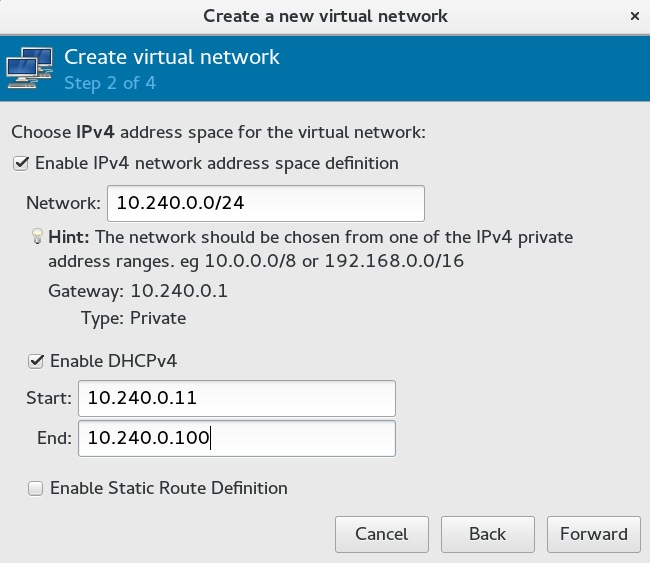 Create a new virtual network
×
Create virtual network
Step 2 of 4
Choose IPv4 address space for the virtual network:
Enable IPv4 network address space definition
Network: 10.240.0.0/24
Hint: The network should be chosen from one of the IPv4 private
address ranges. eg 10.0.0.0/8 or 192.168.0.0/16
Gateway: 10.240.0.1
Type: Private
Enable DHCPv4
Start: 10.240.0.11
End: 10.240.0.100
Enable Static Route Definition
Cancel Back Forward